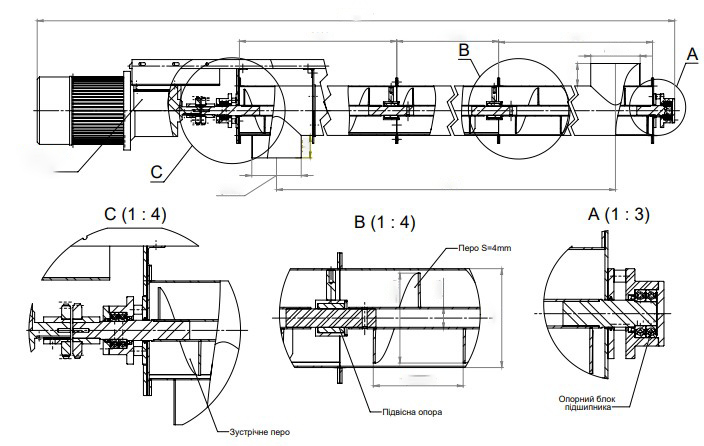 B
A
C
C (1 : 4)
B (1 : 4)
A (1 : 3)
Перо S=4mm
Опорний блок
підшипника
Підвісна опора
Зустрічне перо